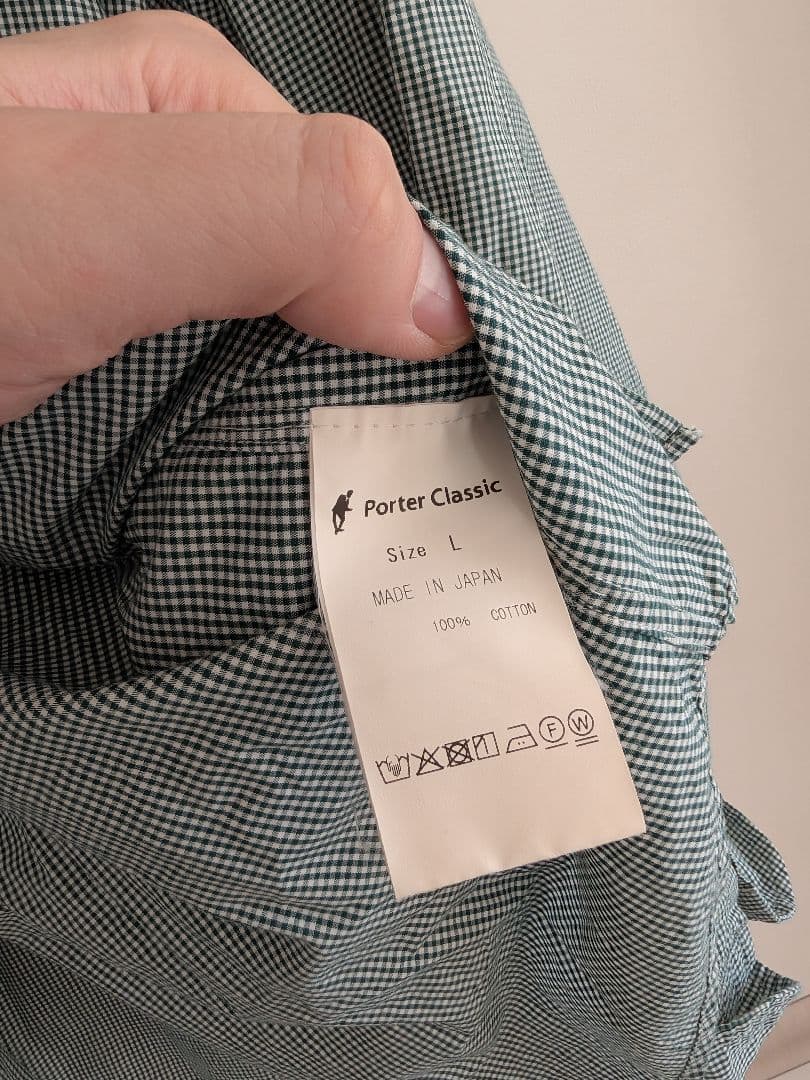 Porter Classic
Size L
MADE IN JAPAN
100% COTTON
F W